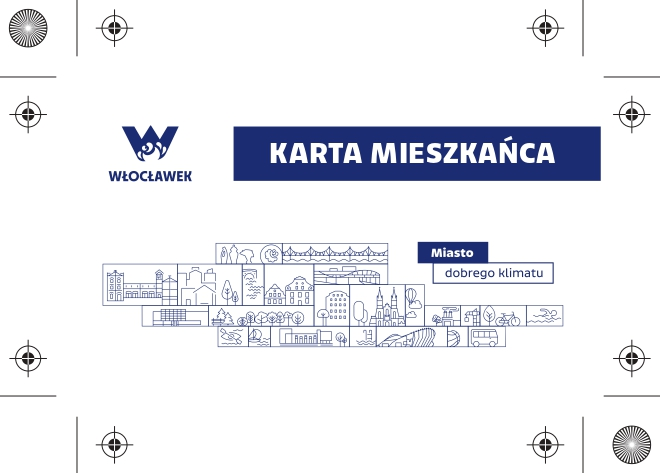 WŁOCŁAWEK
KARTA MIESZKAŃCA
Miasto
dobrego klimatu